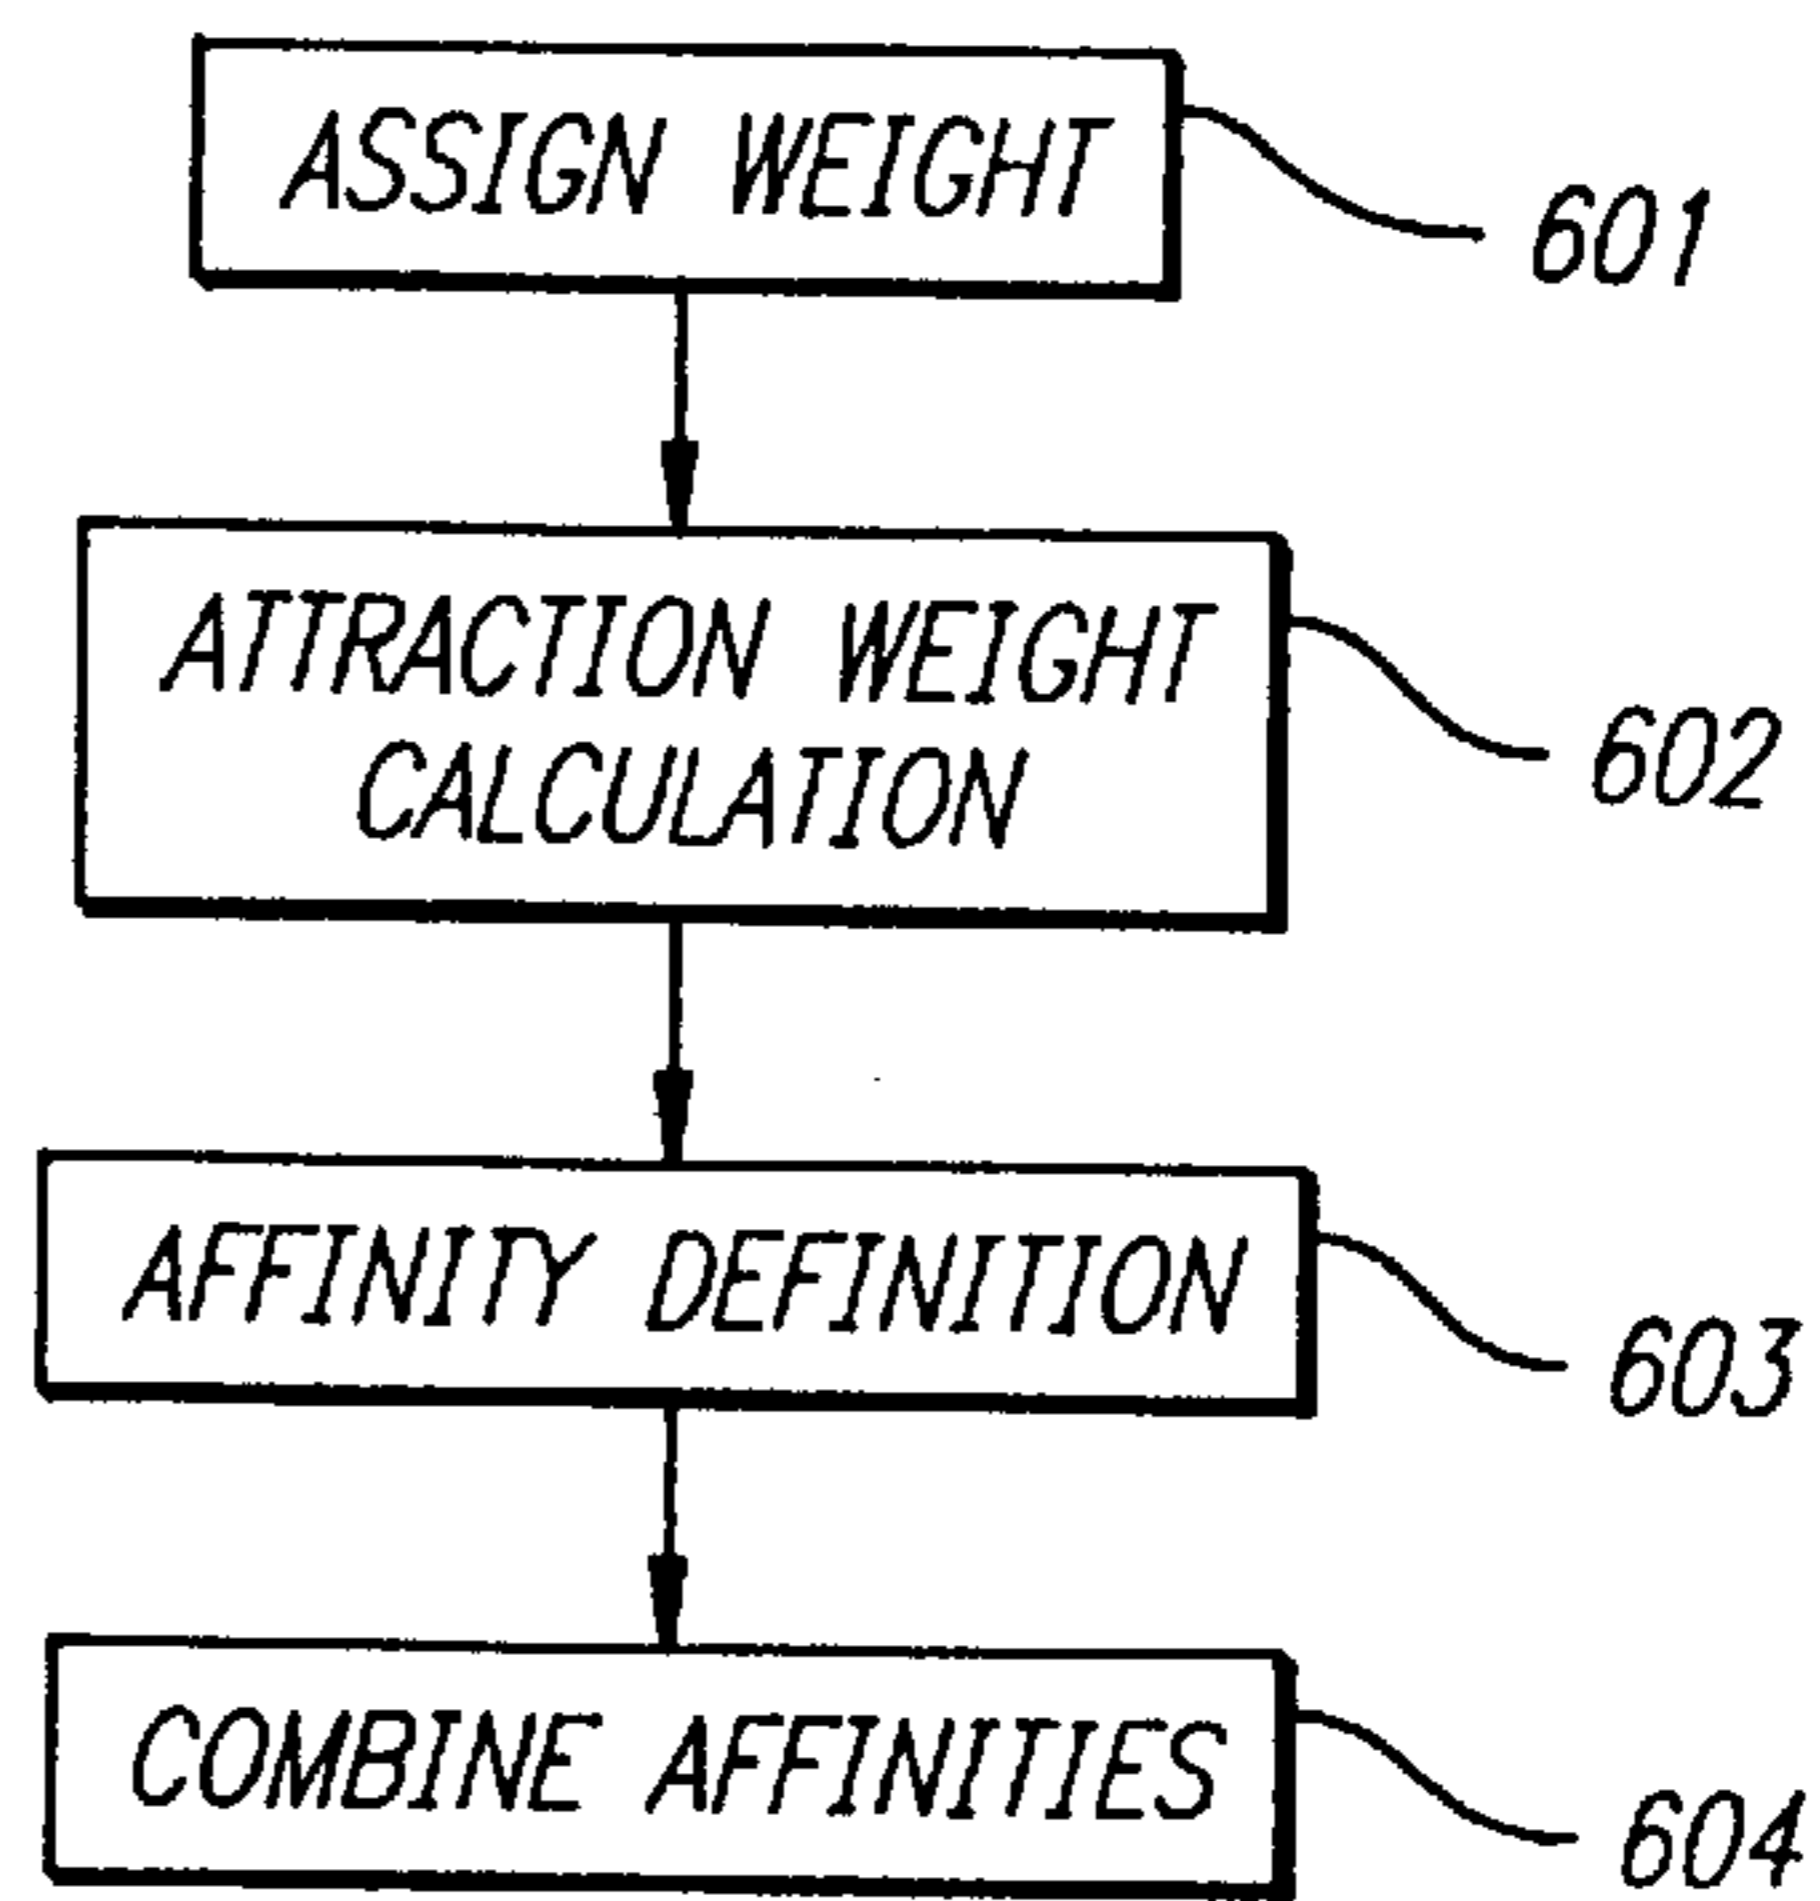 ASSIGN WEIGHT
601
ATTRACTION WEIGHT
CALCULATION
602
AFFINITY DEFINITION
603
COMBINE AFFINITIES
604